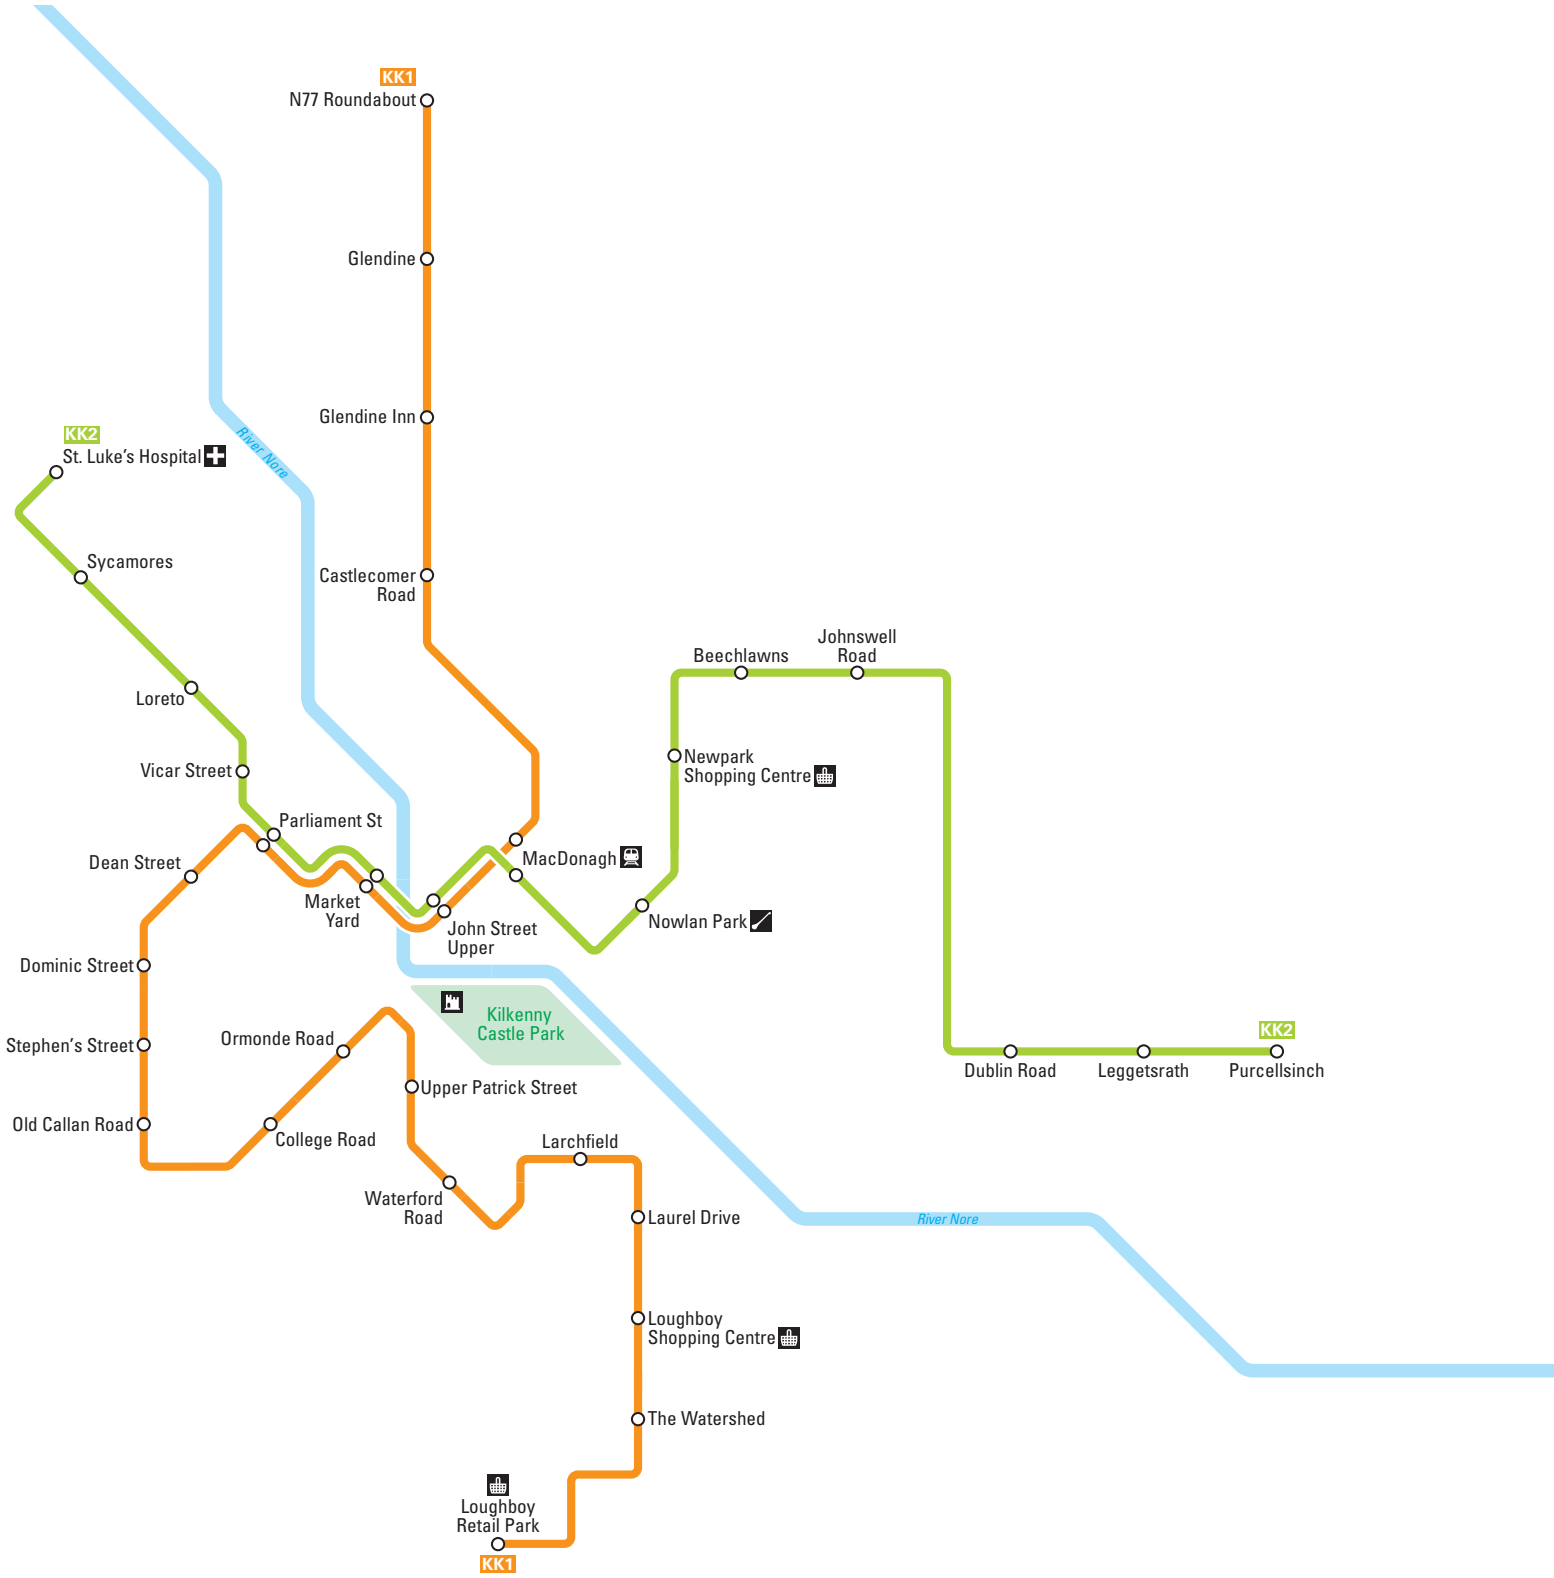 KK1
N77 Roundabout
Glendine
Glendine Inn
River Nore
KK2
St. Luke's Hospital
Sycamores
Castlecomer
Road
Loreto
Johnswell
Road
Beechlawns
Vicar Street
Newpark
Shopping Centre
Parliament St
Dean Street
MacDonagh
Market
Yard
Nowlan Park
John Street
Upper
Dominic Street
Kilkenny
Castle Park
Stephen's Street
Ormonde Road
KK2
Dublin Road
Leggetsrath
Purcellsinch
Upper Patrick Street
Old Callan Road
College Road
Larchfield
Waterford
Road
Laurel Drive
River Nore
Loughboy
Shopping Centre
The Watershed
Loughboy
Retail Park
KK1